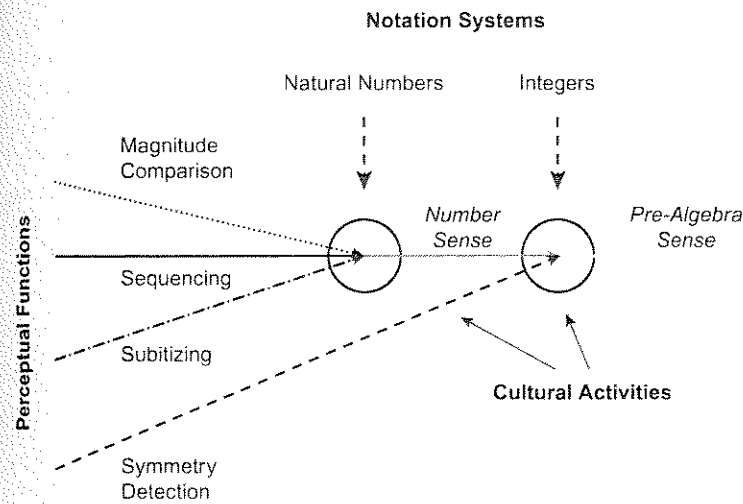 Notation Systems
Natural Numbers
Integers
Magnitude
Comparison
Number
Sense
Pre-Algebra
Sense
Perceptual Functions
Sequencing
Subitizing
Cultural Activities
Symmetry
Detection